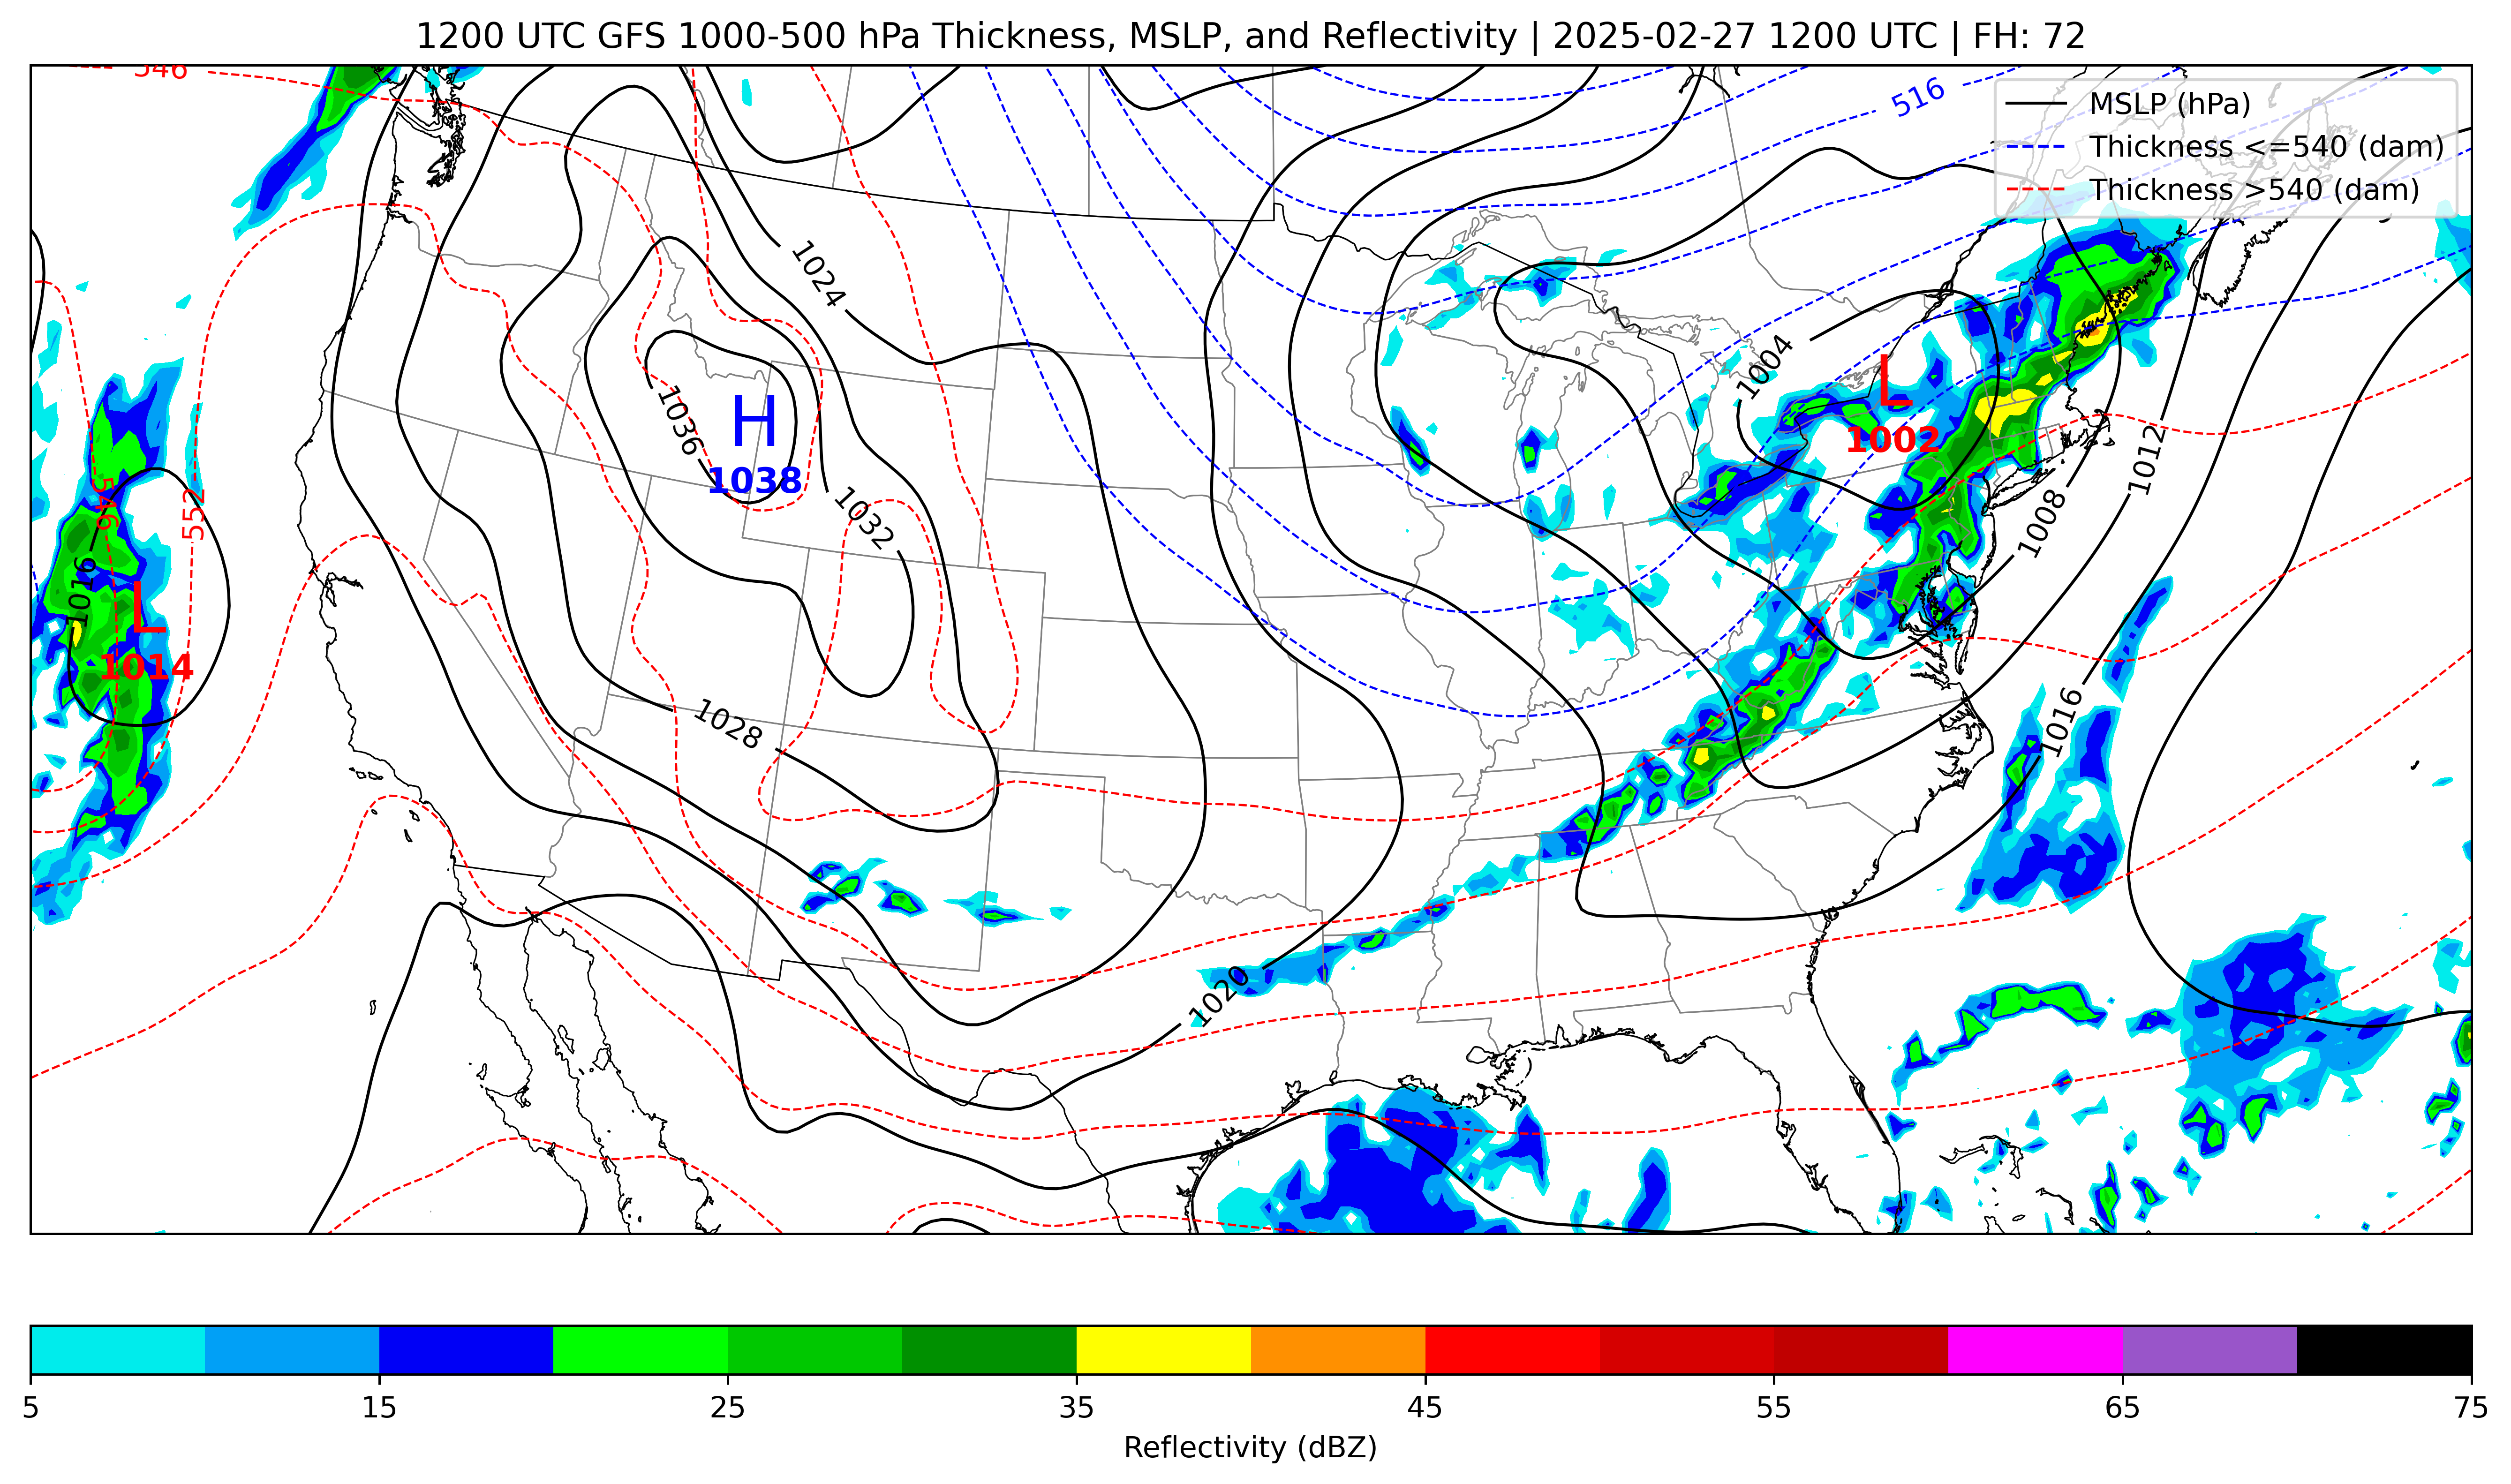 1200 UTC GFS 1000-500 hPa Thickness, MSLP, and Reflectivity | 2025-02-27 1200 UTC | FH: 72
546
516
MSLP (hPa)
Thickness <=540 (dam)
Thickness >540 (dam)
1024
1004
L
1002
H
1038
1036
1032
1012
1008
546
552
1016
L
1014
1016
1028
1020
5 15 25 35 45 55 65 75
Reflectivity (dBZ)